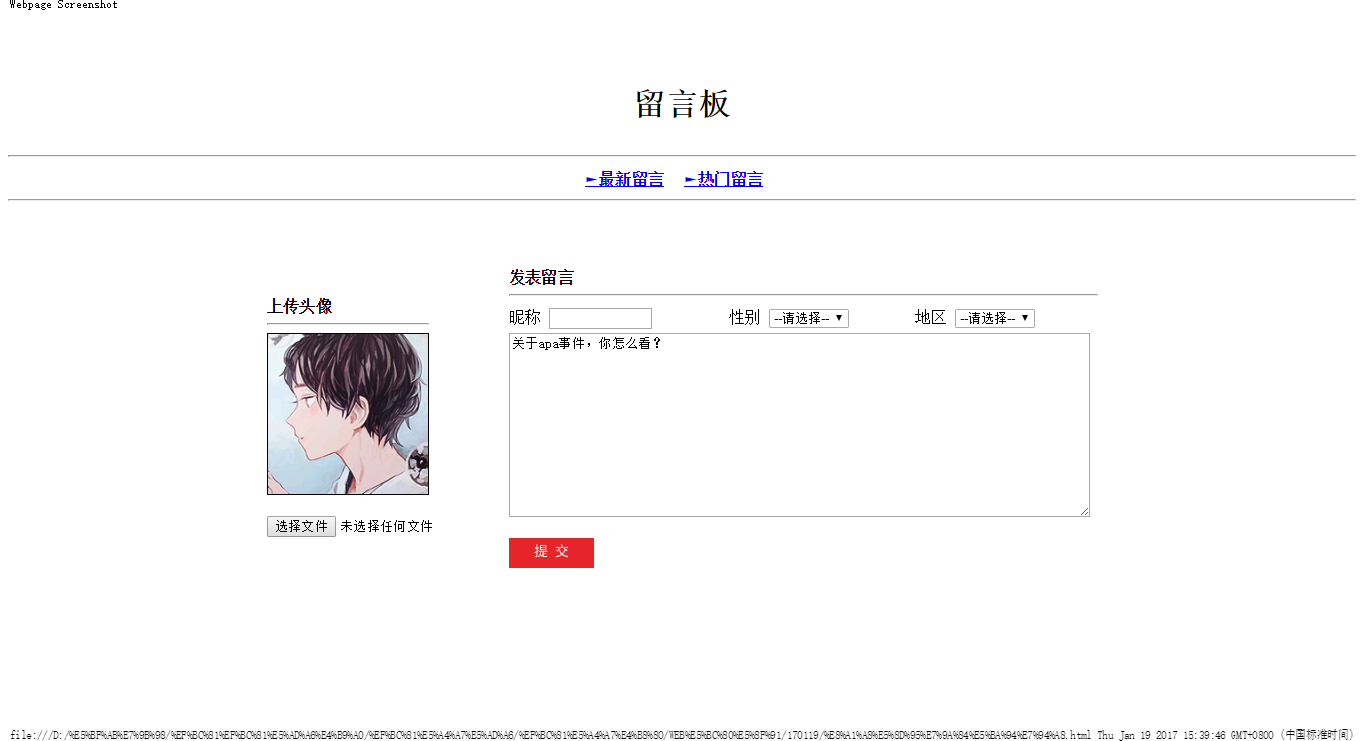 Webpage Screenshot
留言板
►最新留言 ►热门留言
上传头像
选择文件 未选择任何文件
发表留言
昵称 性别 --请选择-- ▼ 地区 --请选择-- ▼
关于apa事件，你怎么看？
提 交
file:///D:/%E5%BF%AB%E7%9B%98/%EF%BC%81%EF%BC%81%E5%AD%A6%E4%B9%A0/%EF%BC%81%E5%A4%A7%E5%AD%A6/%EF%BC%81%E5%A4%A7%E4%B8%80/WEB%E5%BC%80%E5%8F%91/170119/%E8%A1%A8%E5%8D%95%E7%9A%84%E5%BA%94%E7%94%A8.html Thu Jan 19 2017 15:39:46 GMT+0800 (中国标准时间)